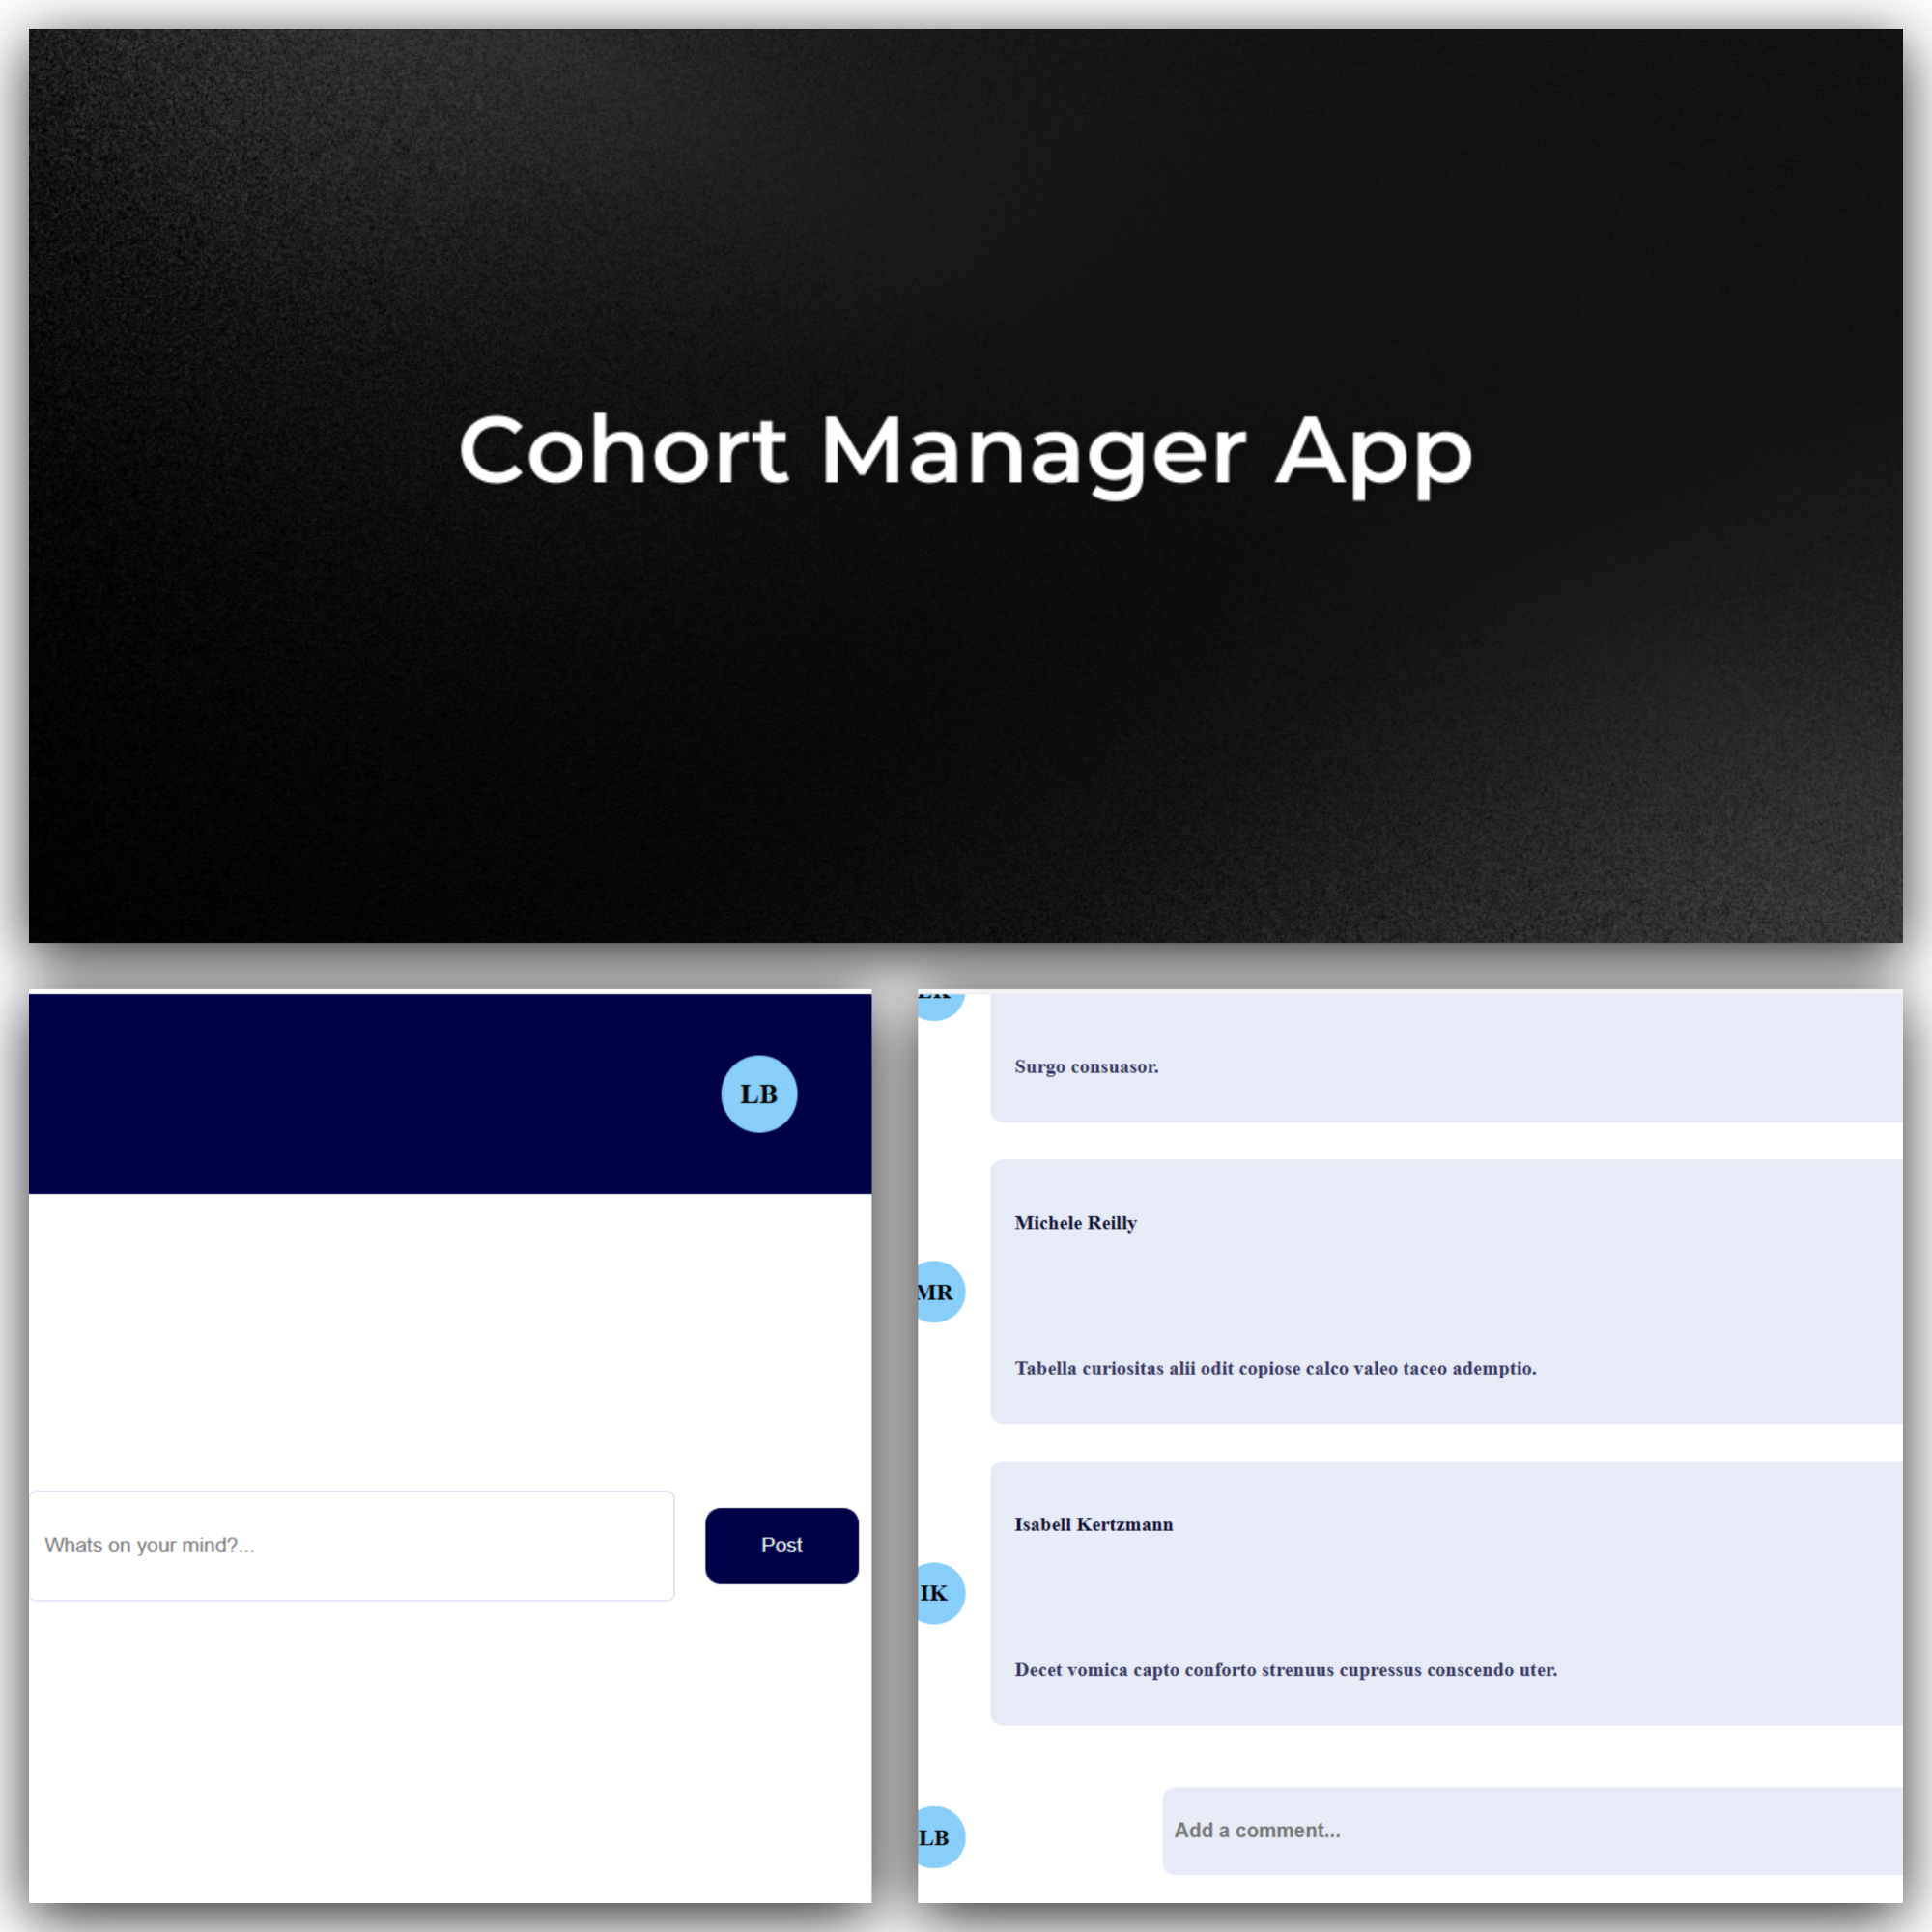 Cohort Manager App
LB
Whats on your mind?...
Post
Surgo consuasor.
Michele Reilly
MR
Tabella curiositas alii odit copiose calco valeo taceo ademptio.
Isabell Kertzmann
IK
Decet vomica capto conforto strenuus cupressus conscendo uter.
LB
Add a comment...